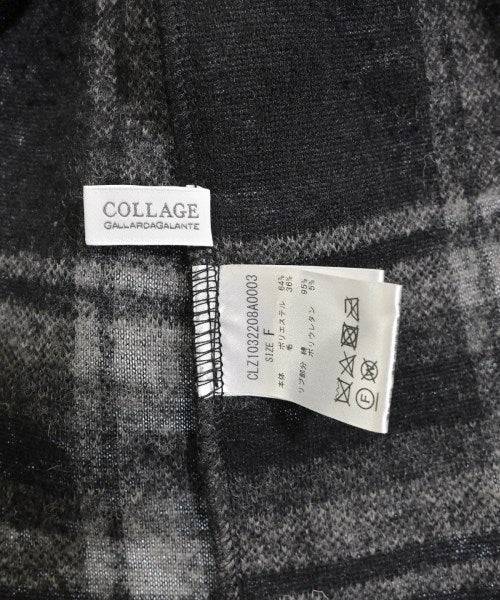 COLLAGE
GALLARDAGALANTE
CLZ1032208A0003
SIZE F
本体 ポリエステル 64%
毛 36%
リブ部分 綿 95%
ポリウレタン 5%
F